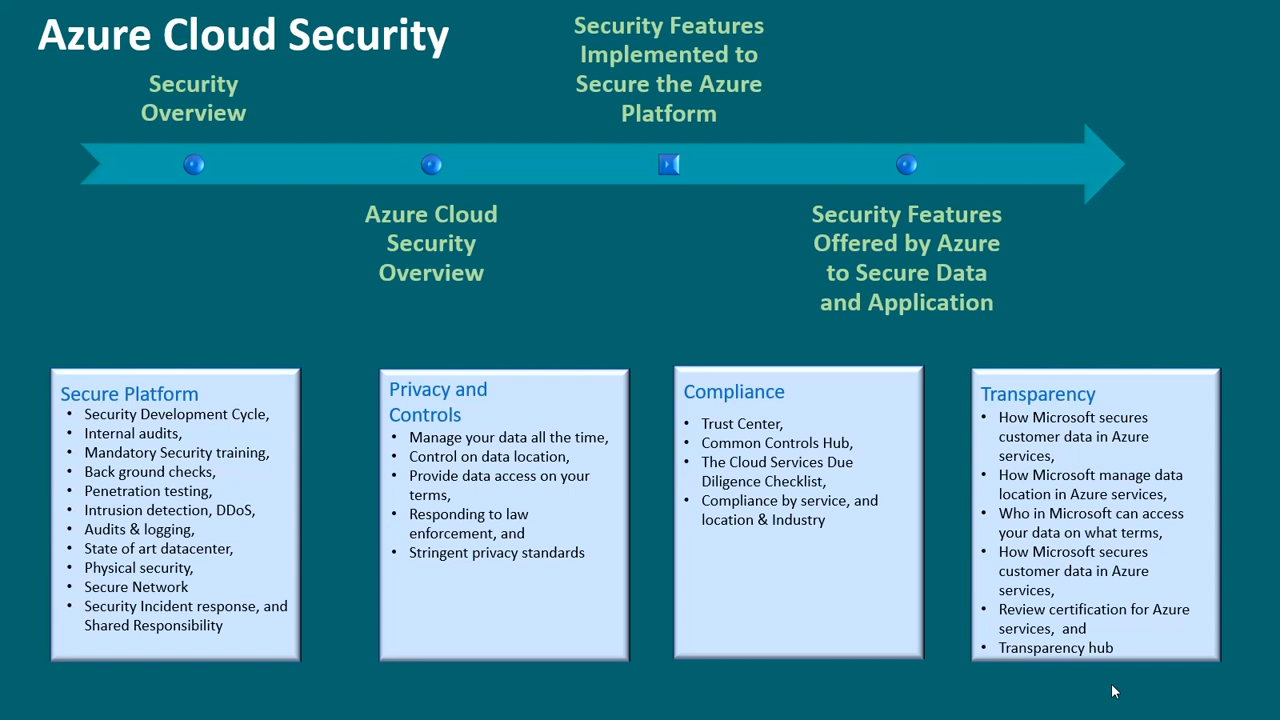 Azure Cloud Security
Security
Overview
Security Features
Implemented to
Secure the Azure
Platform
Azure Cloud
Security
Overview
Security Features
Offered by Azure
to Secure Data
and Application
Secure Platform
• Security Development Cycle,
• Internal audits,
• Mandatory Security training,
• Back ground checks,
• Penetration testing,
• Intrusion detection, DDoS,
• Audits & logging,
• State of art datacenter,
• Physical security,
• Secure Network
• Security Incident response, and
Shared Responsibility
Privacy and
Controls
• Manage your data all the time,
• Control on data location,
• Provide data access on your
terms,
• Responding to law
enforcement, and
• Stringent privacy standards
Compliance
• Trust Center,
• Common Controls Hub,
• The Cloud Services Due
Diligence Checklist,
• Compliance by service, and
location & Industry
Transparency
• How Microsoft secures
customer data in Azure
services,
• How Microsoft manage data
location in Azure services,
• Who in Microsoft can access
your data on what terms,
• How Microsoft secures
customer data in Azure
services,
• Review certification for Azure
services, and
• Transparency hub